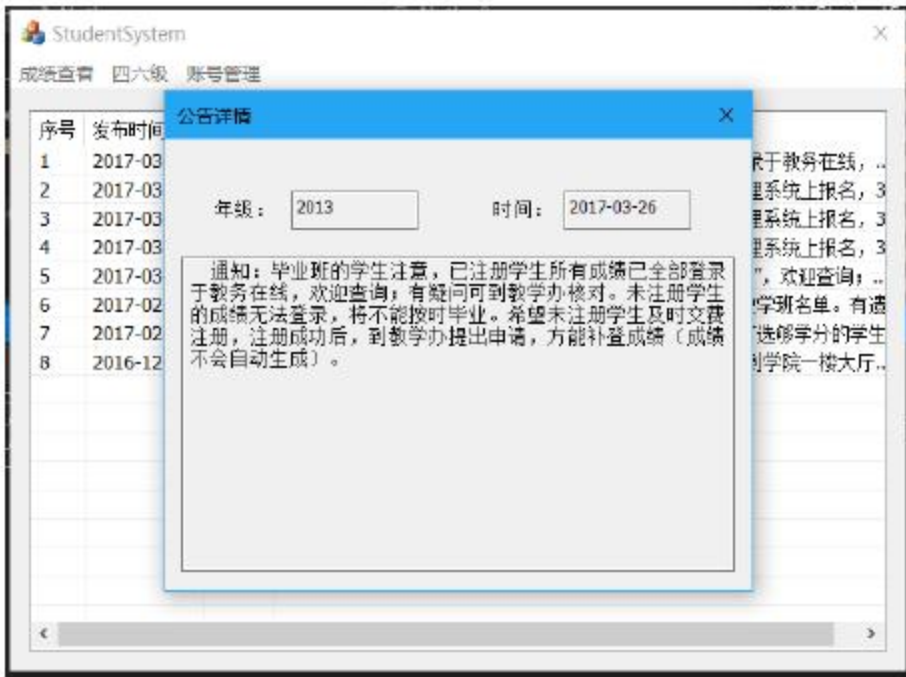 StudentSystem
成绩查看 四六级 账号管理
公告详情
序号 发布时间
年级： 2013 时间： 2017-03-26
通知：毕业班的学生注意，已注册学生所有成绩已全部登录
于教务在线，欢迎查询；有疑问可到教学办核对。未注册学生
的成绩无法登录，将不能按时毕业。希望未注册学生及时交费
注册，注册成功后，到教学办提出申请，方能补登成绩（成绩
不会自动生成）。
1 2017-03 于教务在线，..
2 2017-03 系统上报名，3
3 2017-03 系统上报名，3
4 2017-03 系统上报名，3
5 2017-03 ”，欢迎查询；..
6 2017-02 学班名单。有遗
7 2017-02 选够学分的学生
8 2016-12 学院一楼大厅..